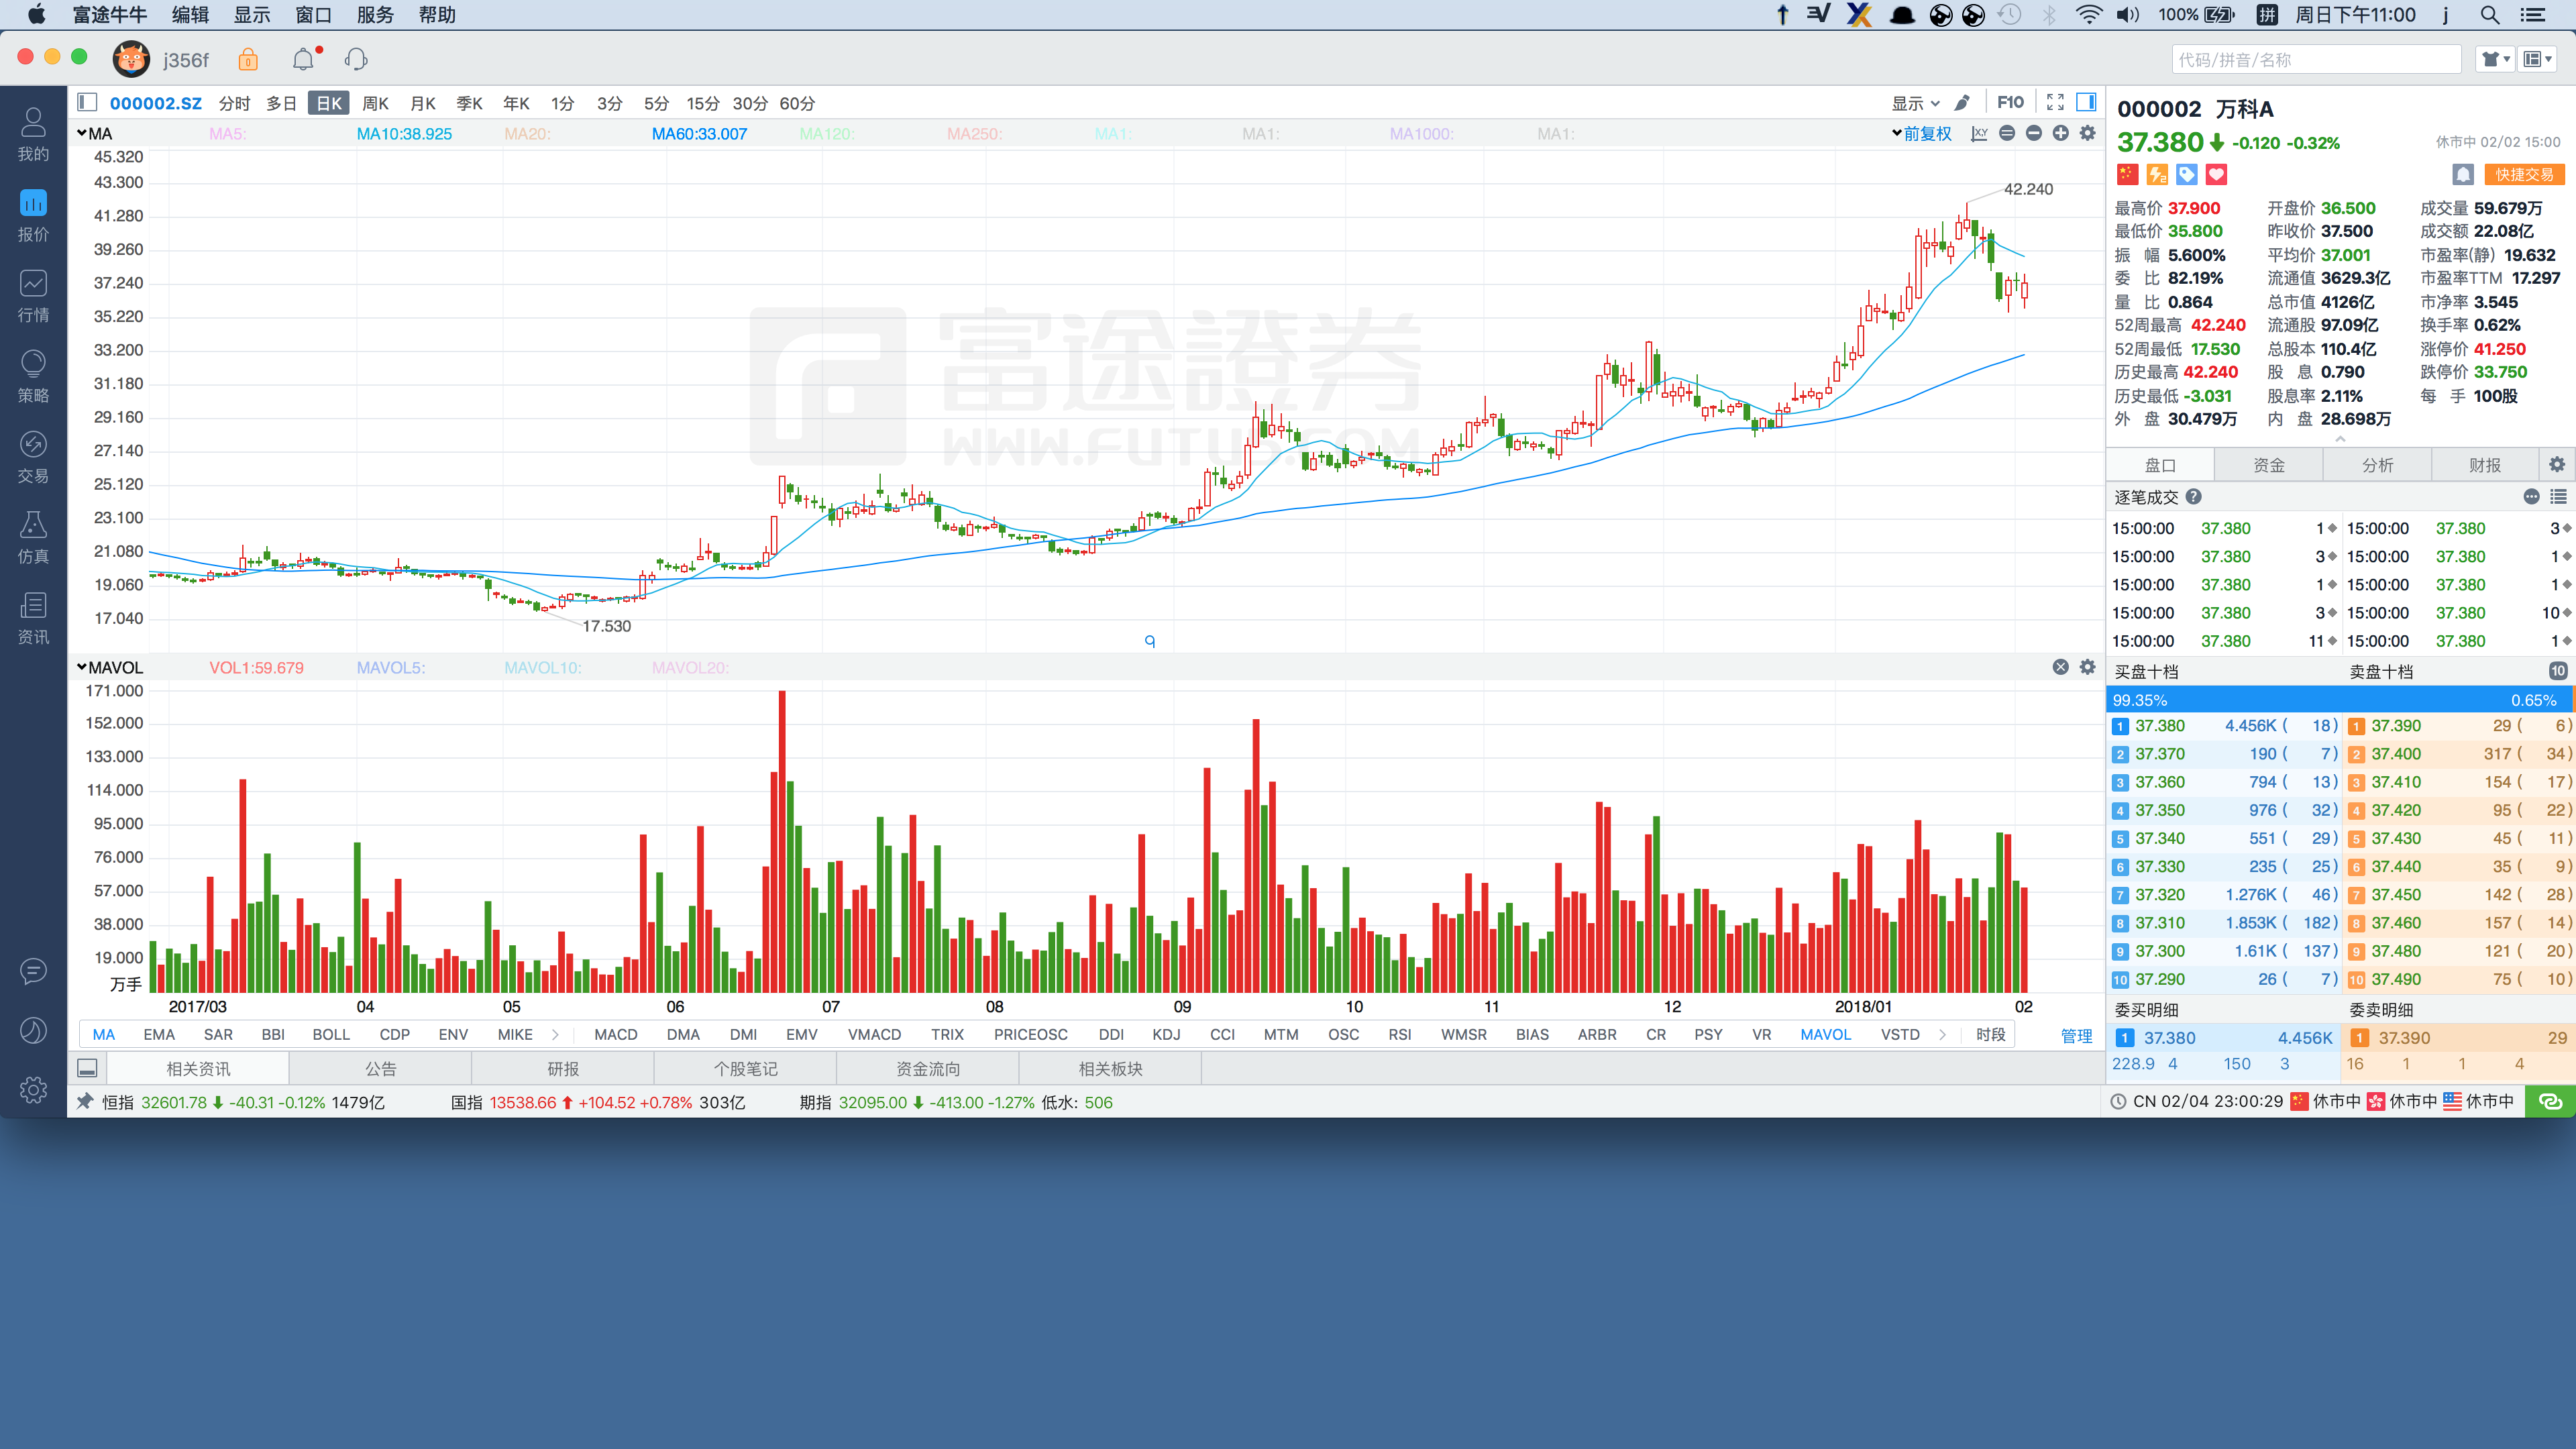 富途牛牛 编辑 显示 窗口 服务 帮助 100% 拼 周日下午11:00 j
j356f 代码/拼音/名称
000002.SZ 分时 多日 日K 周K 月K 季K 年K 1分 3分 5分 15分 30分 60分 显示 F10
MA MA5: MA10:38.925 MA20: MA60:33.007 MA120: MA250: MA1: MA1: MA1000: MA1: 前复权
我的
报价
行情
策略
交易
仿真
资讯
45.320
43.300
41.280
39.260
37.240
35.220
33.200
31.180
29.160
27.140
25.120
23.100
21.080
19.060
17.040
42.240
17.530
富途證券
WWW.FUTU5.COM
MAVOL VOL1:59.679 MAVOL5: MAVOL10: MAVOL20:
171.000
152.000
133.000
114.000
95.000
76.000
57.000
38.000
19.000
万手
2017/03 04 05 06 07 08 09 10 11 12 2018/01 02
MA EMA SAR BBI BOLL CDP ENV MIKE MACD DMA DMI EMV VMACD TRIX PRICEOSC DDI KDJ CCI MTM OSC RSI WMSR BIAS ARBR CR PSY VR MAVOL VSTD 时段 管理
相关资讯 公告 研报 个股笔记 资金流向 相关板块
恒指 32601.78 -40.31 -0.12% 1479亿 国指 13538.66 +104.52 +0.78% 303亿 期指 32095.00 -413.00 -1.27% 低水: 506
000002 万科A
37.380 -0.120 -0.32% 休市中 02/02 15:00
快捷交易
最高价 37.900 开盘价 36.500 成交量 59.679万
最低价 35.800 昨收价 37.500 成交额 22.08亿
振 幅 5.600% 平均价 37.001 市盈率(静) 19.632
委 比 82.19% 流通值 3629.3亿 市盈率TTM 17.297
量 比 0.864 总市值 4126亿 市净率 3.545
52周最高 42.240 流通股 97.09亿 换手率 0.62%
52周最低 17.530 总股本 110.4亿 涨停价 41.250
历史最高 42.240 股 息 0.790 跌停价 33.750
历史最低 -3.031 股息率 2.11% 每 手 100股
外 盘 30.479万 内 盘 28.698万
盘口 资金 分析 财报
逐笔成交
15:00:00 37.380 1 15:00:00 37.380 3
15:00:00 37.380 3 15:00:00 37.380 1
15:00:00 37.380 1 15:00:00 37.380 1
15:00:00 37.380 3 15:00:00 37.380 10
15:00:00 37.380 11 15:00:00 37.380 1
买盘十档 卖盘十档 10
99.35% 0.65%
1 37.380 4.456K ( 18) 1 37.390 29 ( 6)
2 37.370 190 ( 7) 2 37.400 317 ( 34)
3 37.360 794 ( 13) 3 37.410 154 ( 17)
4 37.350 976 ( 32) 4 37.420 95 ( 22)
5 37.340 551 ( 29) 5 37.430 45 ( 11)
6 37.330 235 ( 25) 6 37.440 35 ( 9)
7 37.320 1.276K ( 46) 7 37.450 142 ( 28)
8 37.310 1.853K ( 182) 8 37.460 157 ( 14)
9 37.300 1.61K ( 137) 9 37.480 121 ( 20)
10 37.290 26 ( 7) 10 37.490 75 ( 10)
委买明细 委卖明细
1 37.380 4.456K 1 37.390 29
228.9 4 150 3 16 1 1 4
CN 02/04 23:00:29 休市中 休市中 休市中